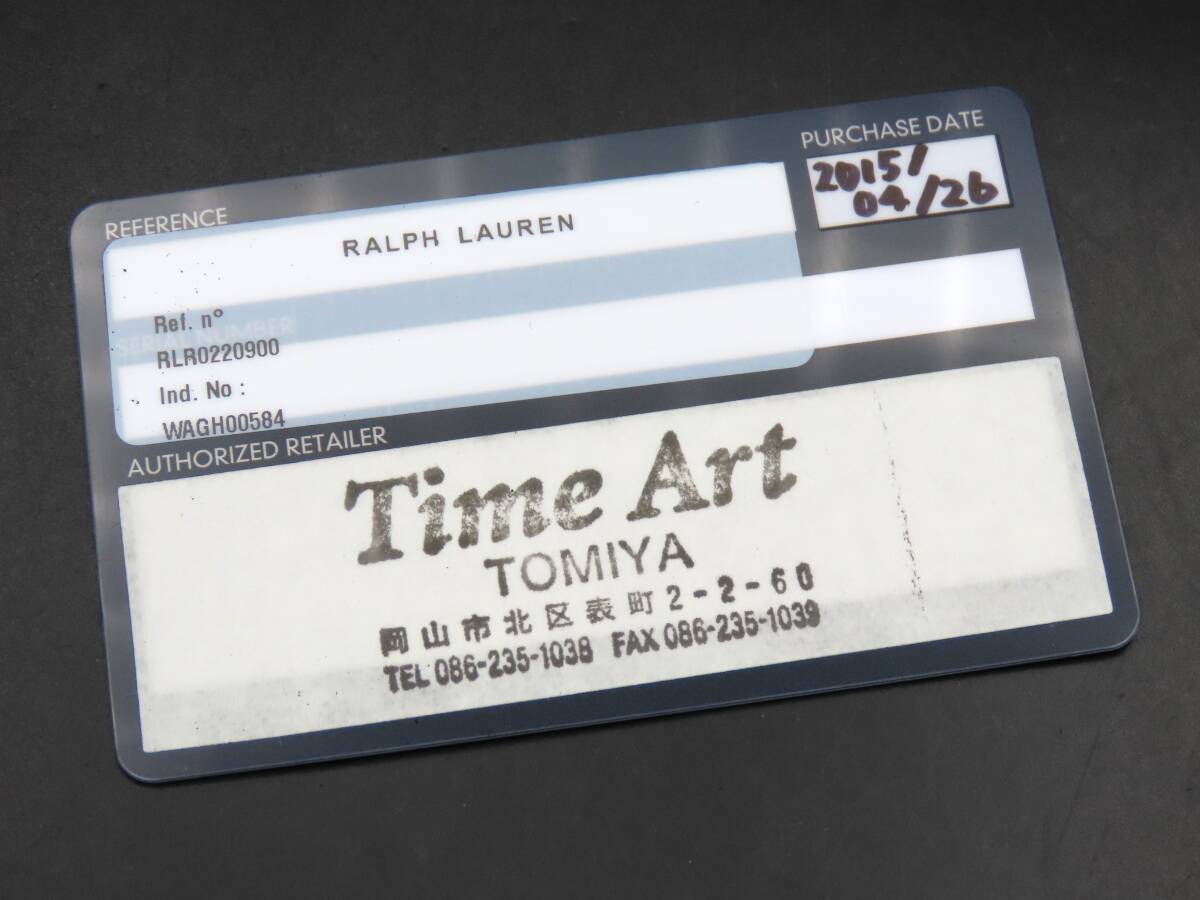 REFERENCE
PURCHASE DATE
2015/
04/26
RALPH LAUREN
Ref. n°
SERIAL NUMBER
RLR0220900
Ind. No :
WAGH00584
AUTHORIZED RETAILER
Time Art
TOMIYA
岡山市北区表町2-2-60
TEL 086-235-1038 FAX 086-235-1039